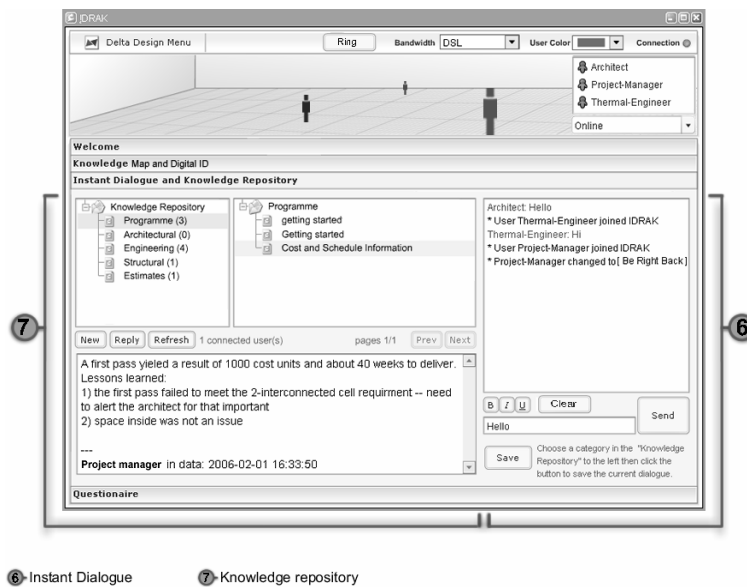 IDRAK
Delta Design Menu
Ring
Bandwidth DSL
User Color
Connection
Architect
Project-Manager
Thermal-Engineer
Online
Welcome
Knowledge Map and Digital ID
Instant Dialogue and Knowledge Repository
Knowledge Repository
Programme (3)
Architectural (0)
Engineering (4)
Structural (1)
Estimates (1)
Programme
getting started
Getting started
Cost and Schedule Information
Architect: Hello
* User Thermal-Engineer joined IDRAK
Thermal-Engineer: Hi
* User Project-Manager joined IDRAK
* Project-Manager changed to [ Be Right Back ]
7
6
New Reply Refresh 1 connected user(s) pages 1/1 Prev Next
A first pass yieled a result of 1000 cost units and about 40 weeks to deliver.
Lessons learned:
1) the first pass failed to meet the 2-interconnected cell requirment -- need
to alert the architect for that important
2) space inside was not an issue
---
Project manager in data: 2006-02-01 16:33:50
B I U Clear
Hello
Send
Save
Choose a category in the "Knowledge
Repository" to the left then click the
button to save the current dialogue.
Questionaire
6 Instant Dialogue
7 Knowledge repository